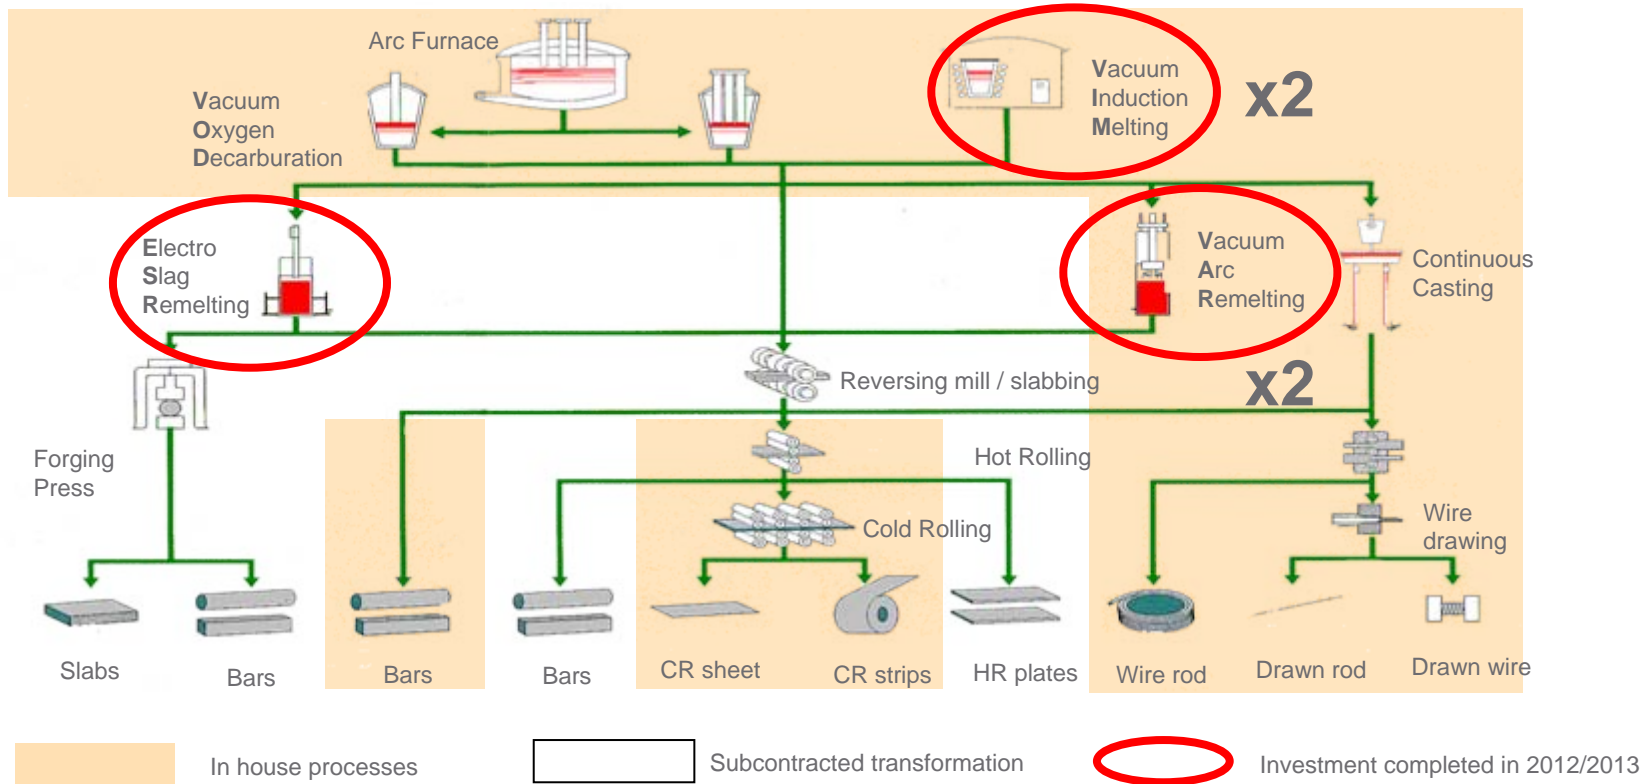 Arc Furnace
Vacuum
Oxygen
Decarburation
Vacuum
Induction
Melting
x2
Electro
Slag
Remelting
Vacuum
Arc
Remelting
Continuous
Casting
Reversing mill / slabbing
x2
Forging
Press
Hot Rolling
Cold Rolling
Wire
drawing
Slabs
Bars
Bars
Bars
CR sheet
CR strips
HR plates
Wire rod
Drawn rod
Drawn wire
In house processes
Subcontracted transformation
Investment completed in 2012/2013